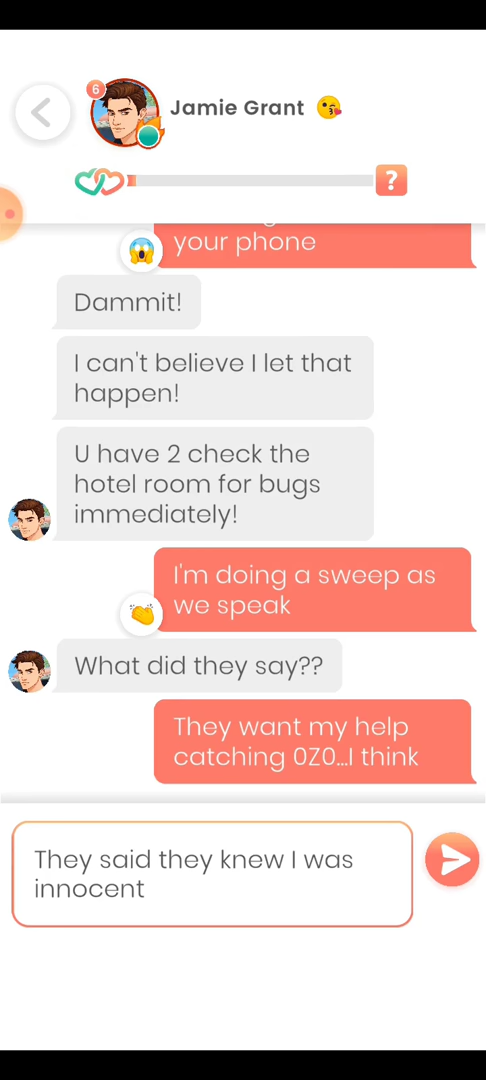 6
Jamie Grant
?
your phone
Dammit!
I can't believe I let that
happen!
U have 2 check the
hotel room for bugs
immediately!
I'm doing a sweep as
we speak
What did they say??
They want my help
catching 0Z0...I think
They said they knew I was
innocent